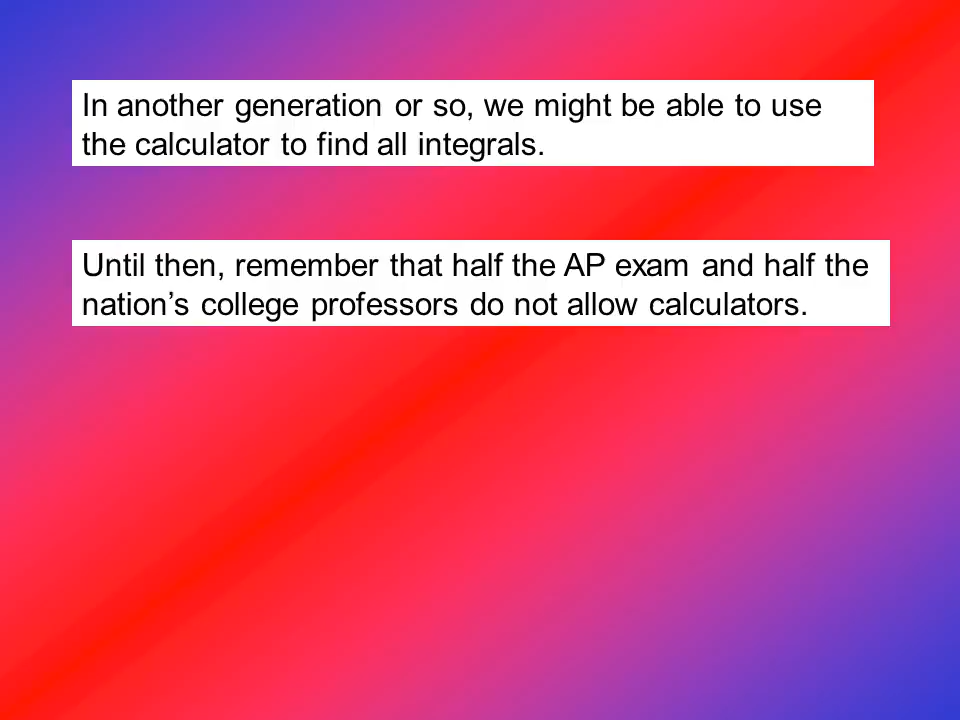 In another generation or so, we might be able to use
the calculator to find all integrals.
Until then, remember that half the AP exam and half the
nation’s college professors do not allow calculators.